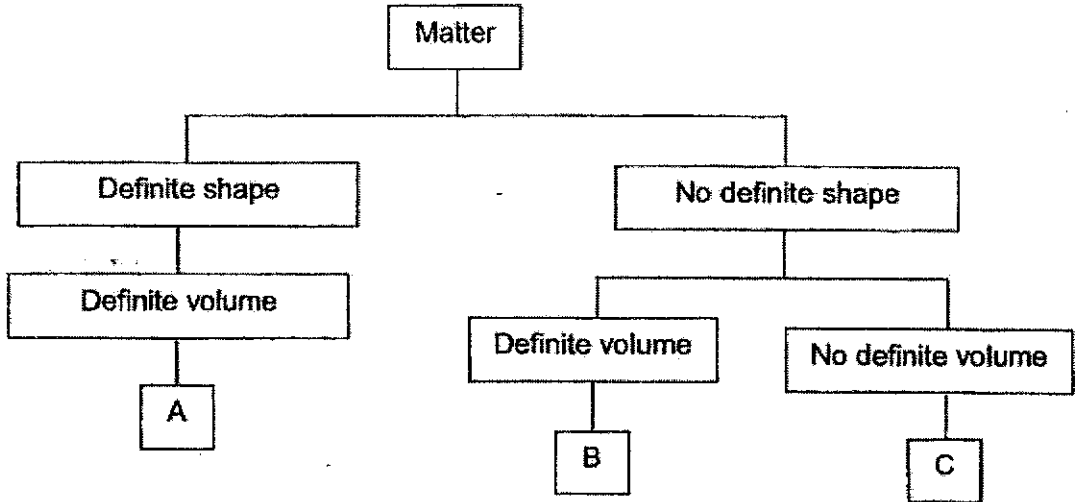 Matter
Definite shape
No definite shape
Definite volume
Definite volume
No definite volume
A
B
C